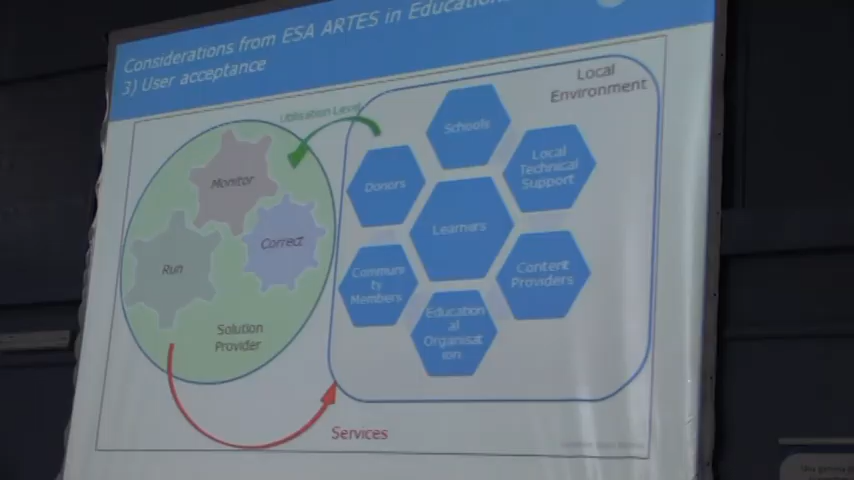 Considerations from ESA ARTES in Education
3) User acceptance
Utilisation Level
Local
Environment
Schools
Monitor
Donors
Local
Technical
Support
Learners
Correct
Run
Communi
ty
Members
Content
Providers
Education
al
Organisat
ion
Solution
Provider
Services